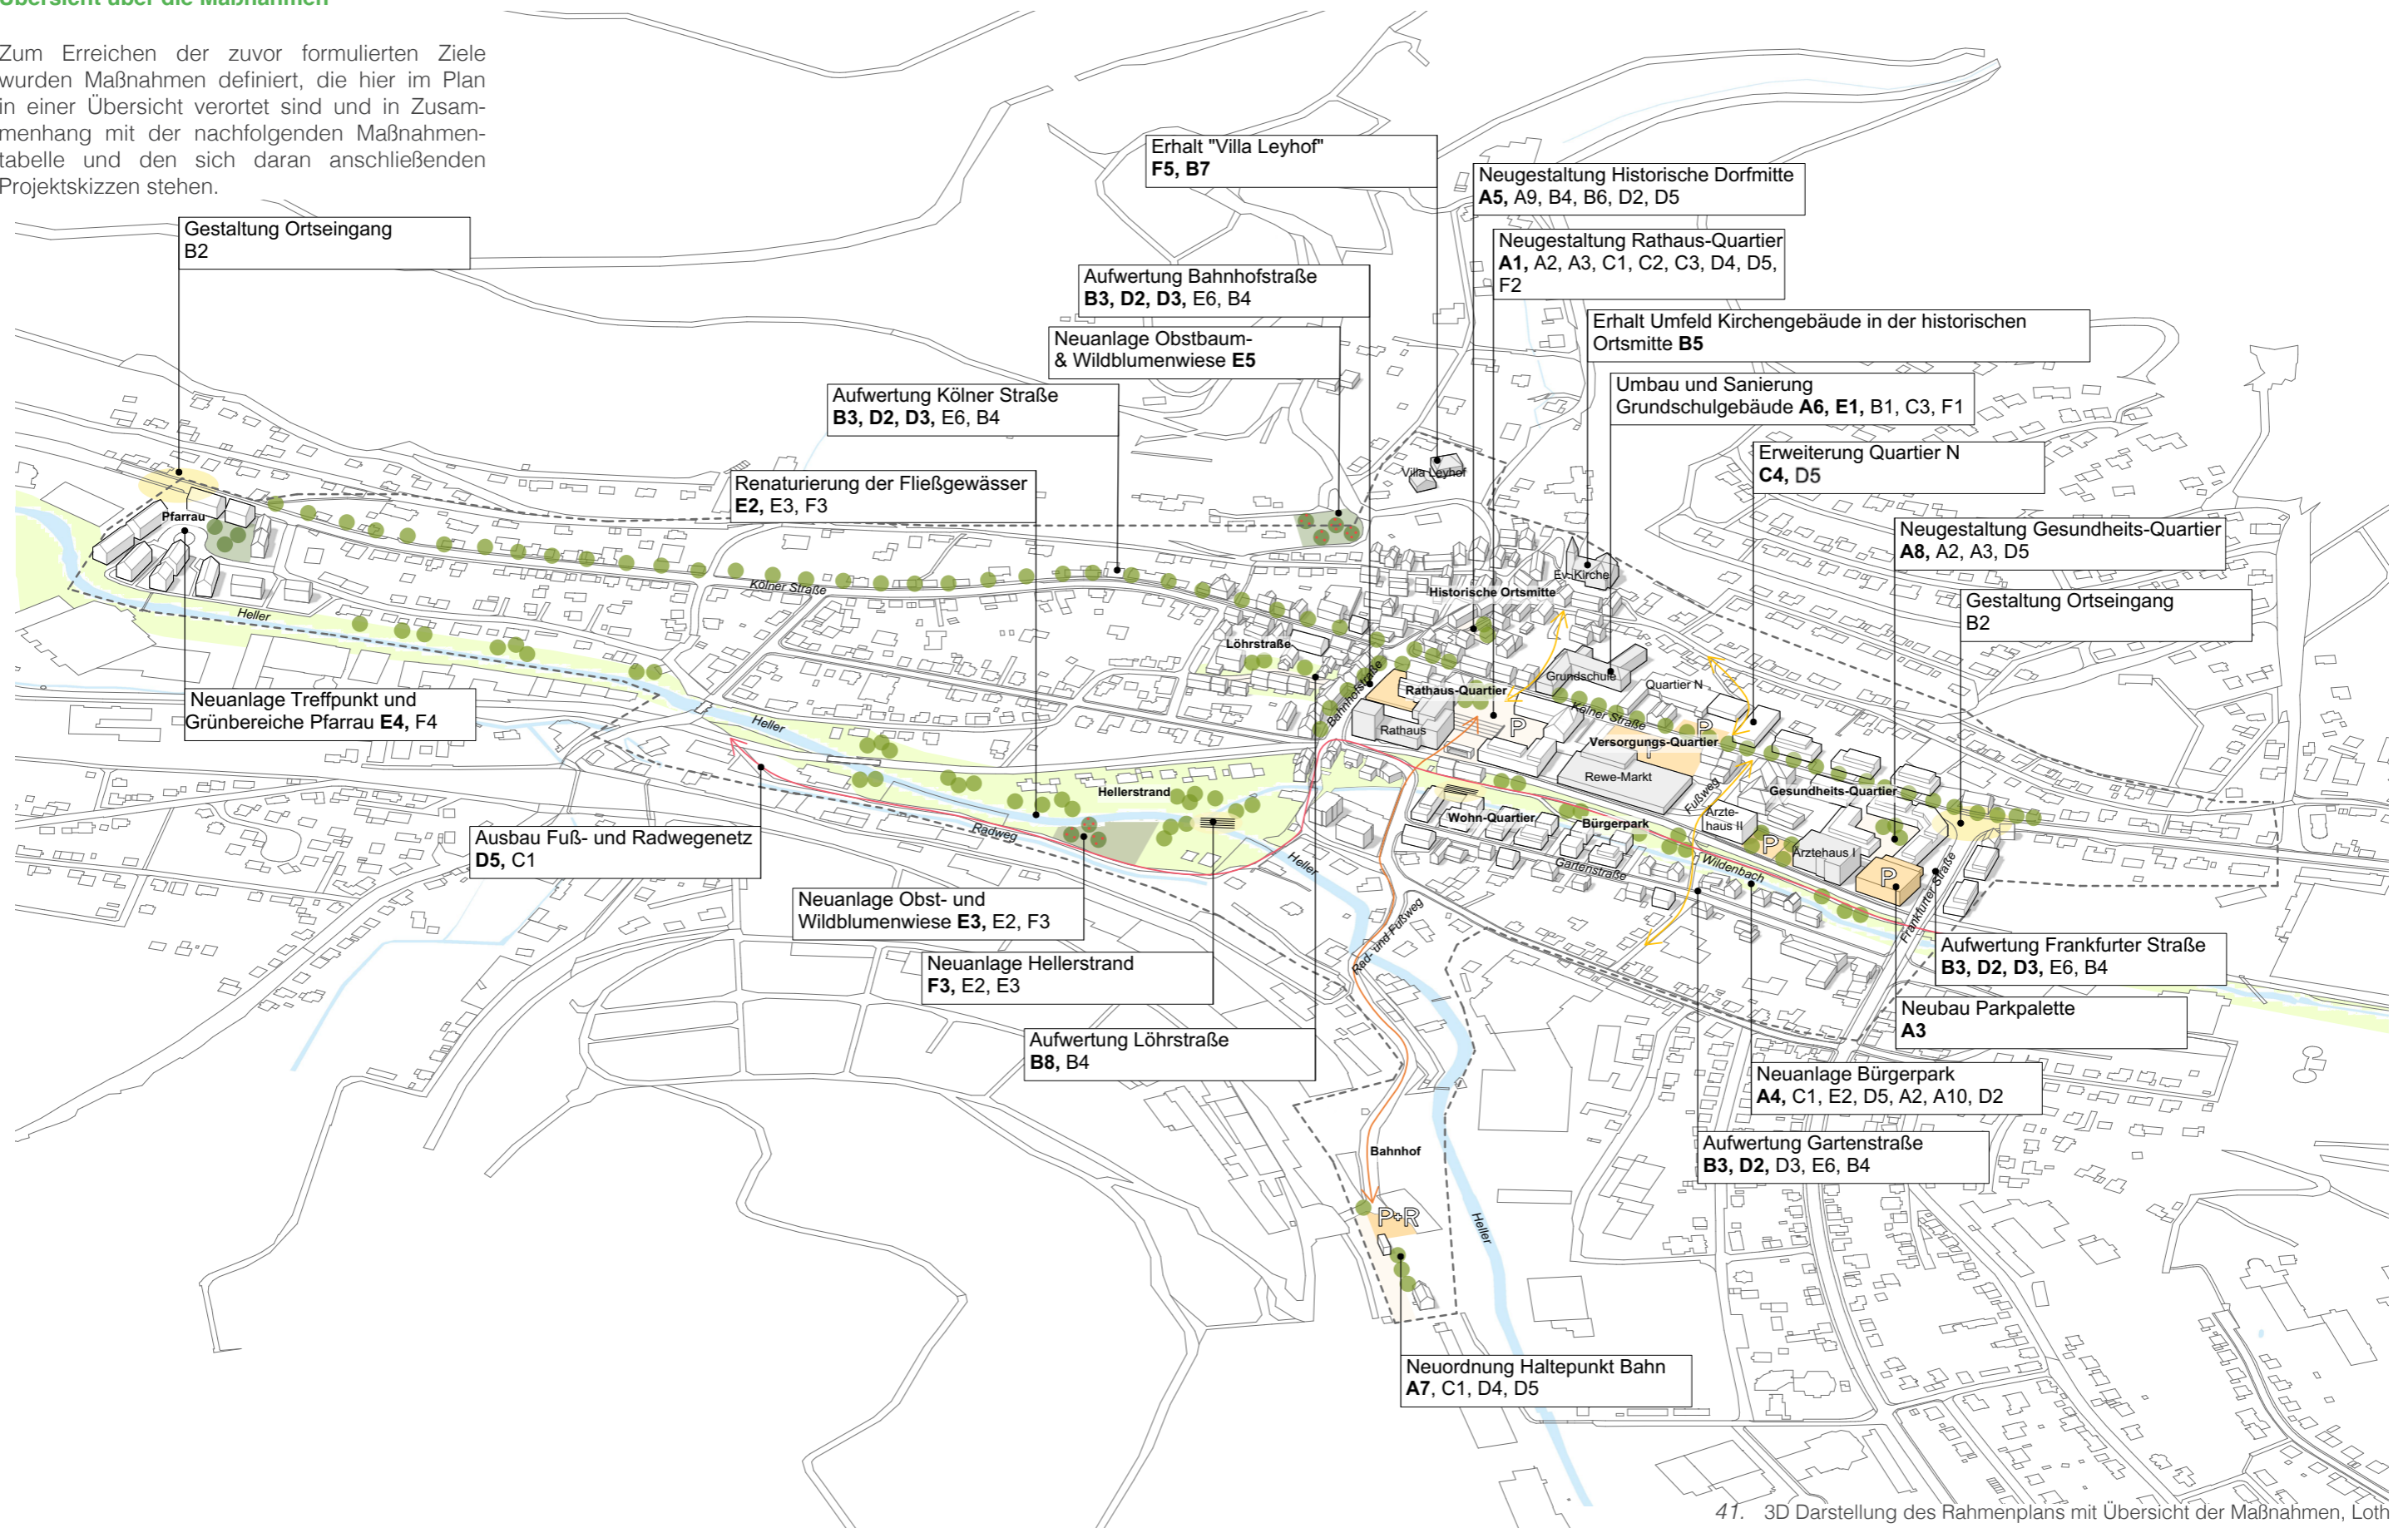 Übersicht über die Maßnahmen
Zum Erreichen der zuvor formulierten Ziele
wurden Maßnahmen definiert, die hier im Plan
in einer Übersicht verortet sind und in Zusam-
menhang mit der nachfolgenden Maßnahmen-
tabelle und den sich daran anschließenden
Projektskizzen stehen.
Erhalt "Villa Leyhof"
F5, B7
Neugestaltung Historische Dorfmitte
A5, A9, B4, B6, D2, D5
Gestaltung Ortseingang
B2
Neugestaltung Rathaus-Quartier
A1, A2, A3, C1, C2, C3, D4, D5,
F2
Aufwertung Bahnhofstraße
B3, D2, D3, E6, B4
Erhalt Umfeld Kirchengebäude in der historischen
Ortsmitte B5
Neuanlage Obstbaum-
& Wildblumenwiese E5
Umbau und Sanierung
Grundschulgebäude A6, E1, B1, C3, F1
Aufwertung Kölner Straße
B3, D2, D3, E6, B4
Erweiterung Quartier N
C4, D5
Renaturierung der Fließgewässer
E2, E3, F3
Villa Leyhof
Neugestaltung Gesundheits-Quartier
A8, A2, A3, D5
Pfarrau
Kölner Straße
Ev. Kirche
Historische Ortsmitte
Gestaltung Ortseingang
B2
Heller
Löhrstraße
Grundschule
Quartier N
Bahnhofstraße
Rathaus-Quartier
Neuanlage Treffpunkt und
Grünbereiche Pfarrau E4, F4
Heller
Rathaus
P
Kölner Straße
P
Versorgungs-Quartier
P
Rewe-Markt
Hellerstrand
Fußweg
Gesundheits-Quartier
Radweg
Wohn-Quartier
Bürgerpark
Ärzte-
haus II
P
Ärztehaus I
Ausbau Fuß- und Radwegenetz
D5, C1
Heller
Gartenstraße
Wildenbach
P
Frankfurter Straße
Neuanlage Obst- und
Wildblumenwiese E3, E2, F3
Rad- und Fußweg
Neuanlage Hellerstrand
F3, E2, E3
Aufwertung Frankfurter Straße
B3, D2, D3, E6, B4
Neubau Parkpalette
A3
Aufwertung Löhrstraße
B8, B4
Neuanlage Bürgerpark
A4, C1, E2, D5, A2, A10, D2
Aufwertung Gartenstraße
B3, D2, D3, E6, B4
Bahnhof
P+R
Heller
Neuordnung Haltepunkt Bahn
A7, C1, D4, D5
41. 3D Darstellung des Rahmenplans mit Übersicht der Maßnahmen, Loth